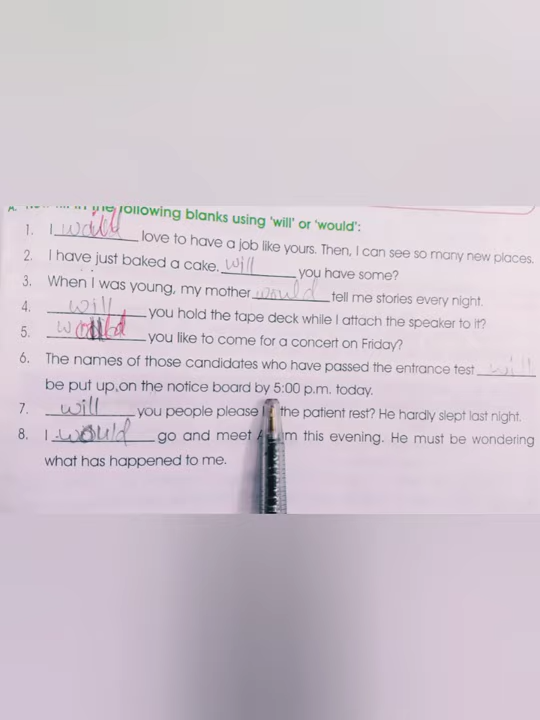 the following blanks using 'will' or 'would':
1. I would love to have a job like yours. Then, I can see so many new places.
2. I have just baked a cake. will you have some?
3. When I was young, my mother would tell me stories every night.
4. will you hold the tape deck while I attach the speaker to it?
5. would you like to come for a concert on Friday?
6. The names of those candidates who have passed the entrance test will
be put up,on the notice board by 5:00 p.m. today.
7. will you people please the patient rest? He hardly slept last night.
8. I would go and meet this evening. He must be wondering
what has happened to me.